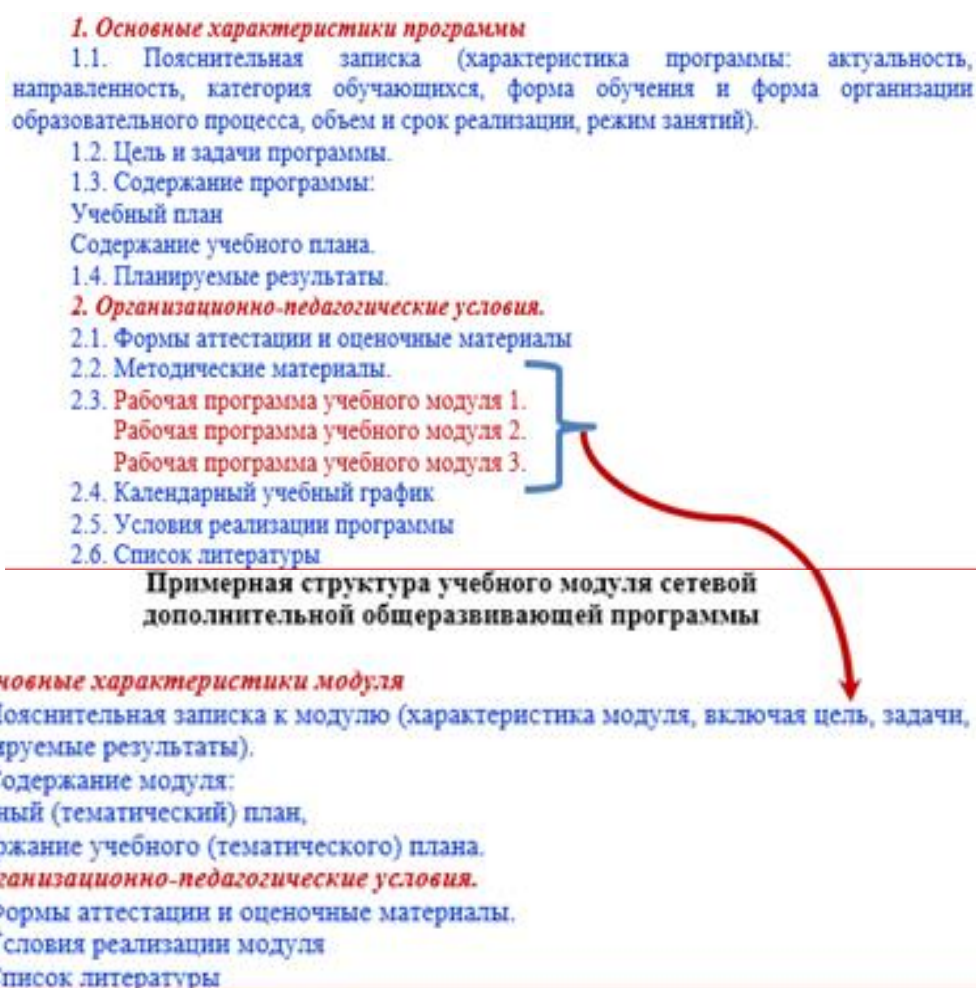 1. Основные характеристики программы
1.1. Пояснительная записка (характеристика программы: актуальность,
направленность, категория обучающихся, форма обучения и форма организации
образовательного процесса, объем и срок реализации, режим занятий).
1.2. Цель и задачи программы.
1.3. Содержание программы:
Учебный план
Содержание учебного плана.
1.4. Планируемые результаты.
2. Организационно-педагогические условия.
2.1. Формы аттестации и оценочные материалы
2.2. Методические материалы.
2.3. Рабочая программа учебного модуля 1.
Рабочая программа учебного модуля 2.
Рабочая программа учебного модуля 3.
2.4. Календарный учебный график
2.5. Условия реализации программы
2.6. Список литературы
Примерная структура учебного модуля сетевой
дополнительной общеразвивающей программы
новные характеристики модуля
Пояснительная записка к модулю (характеристика модуля, включая цель, задачи,
ируемые результаты).
Содержание модуля:
ный (тематический) план,
ржание учебного (тематического) плана.
ганизационно-педагогические условия.
Формы аттестации и оценочные материалы.
Условия реализации модуля
Список литературы